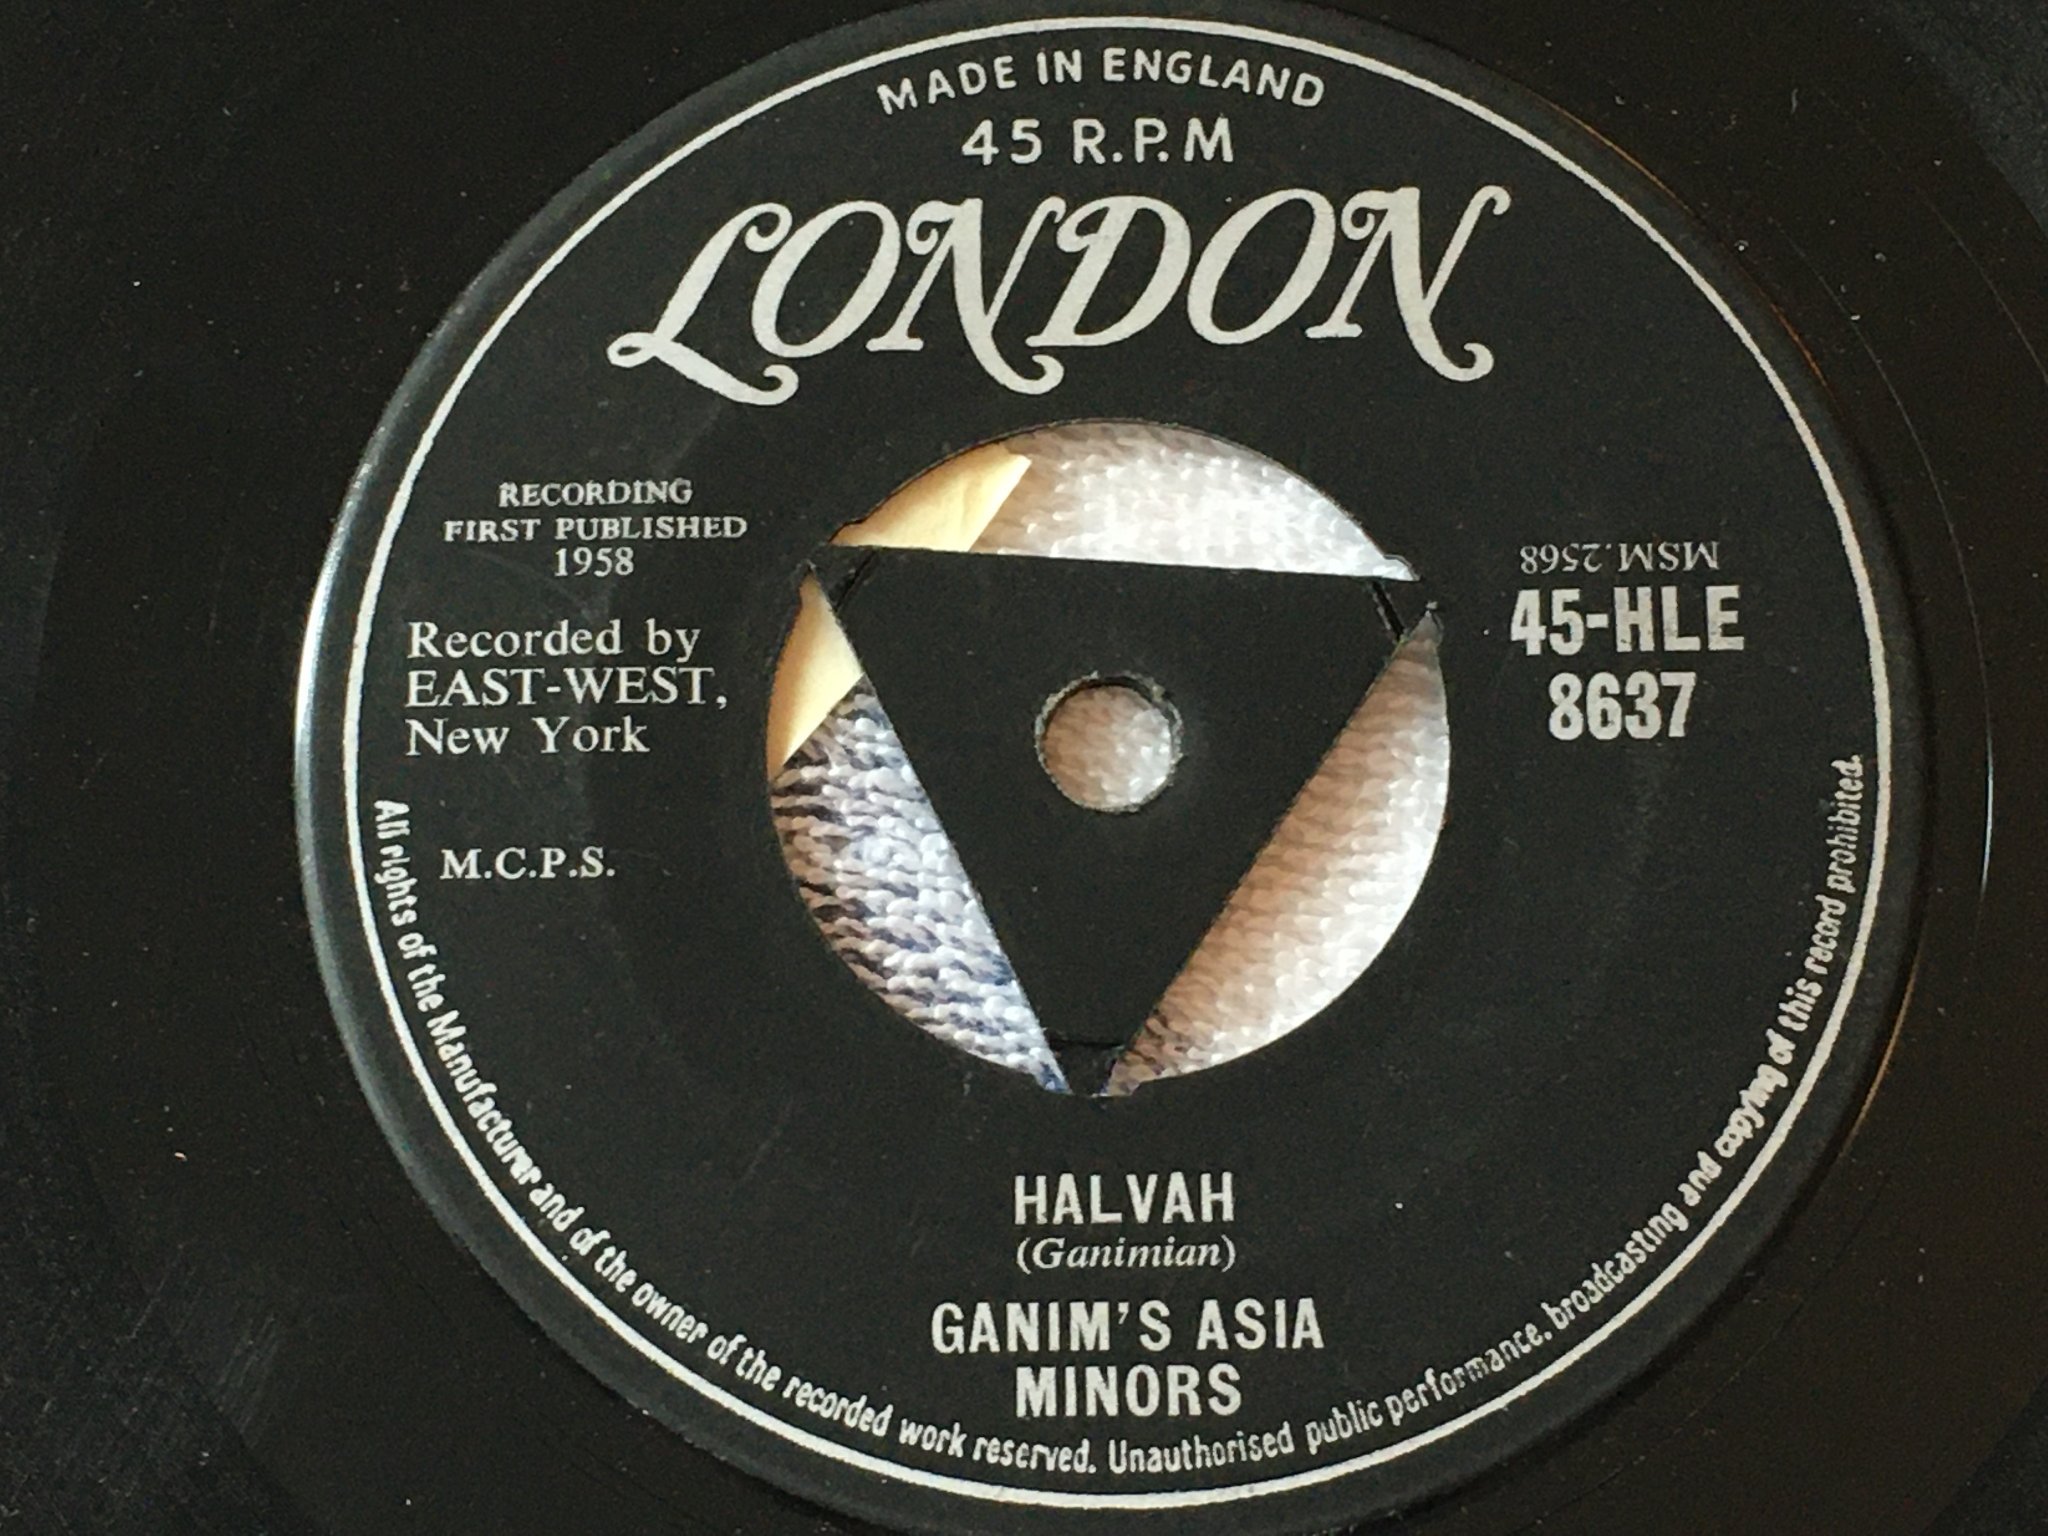 MADE IN ENGLAND
45 R.P.M
LONDON
RECORDING
FIRST PUBLISHED
1958
Recorded by
EAST-WEST,
New York
M.C.P.S.
MSM.2568
45-HLE
8637
HALVAH
(Ganimian)
GANIM'S ASIA
MINORS
All rights of the Manufacturer and of the owner of the recorded work reserved. Unauthorised public performance, broadcasting and copying of this record prohibited.